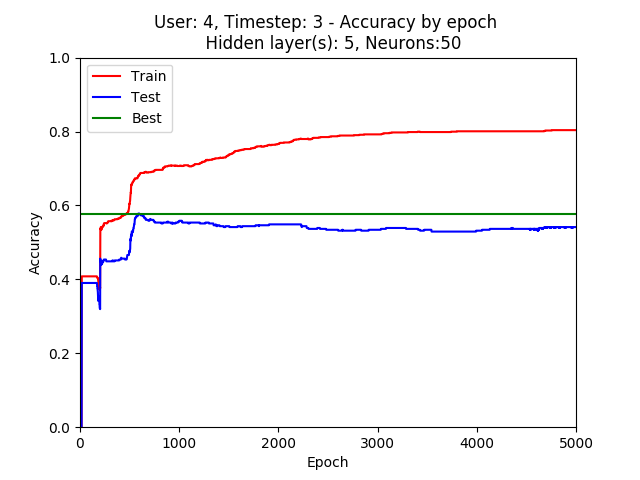 User: 4, Timestep: 3 - Accuracy by epoch
Hidden layer(s): 5, Neurons:50
1.0
Train
Test
Best
0.8
0.6
Accuracy
0.4
0.2
0.0
0 1000 2000 3000 4000 5000
Epoch